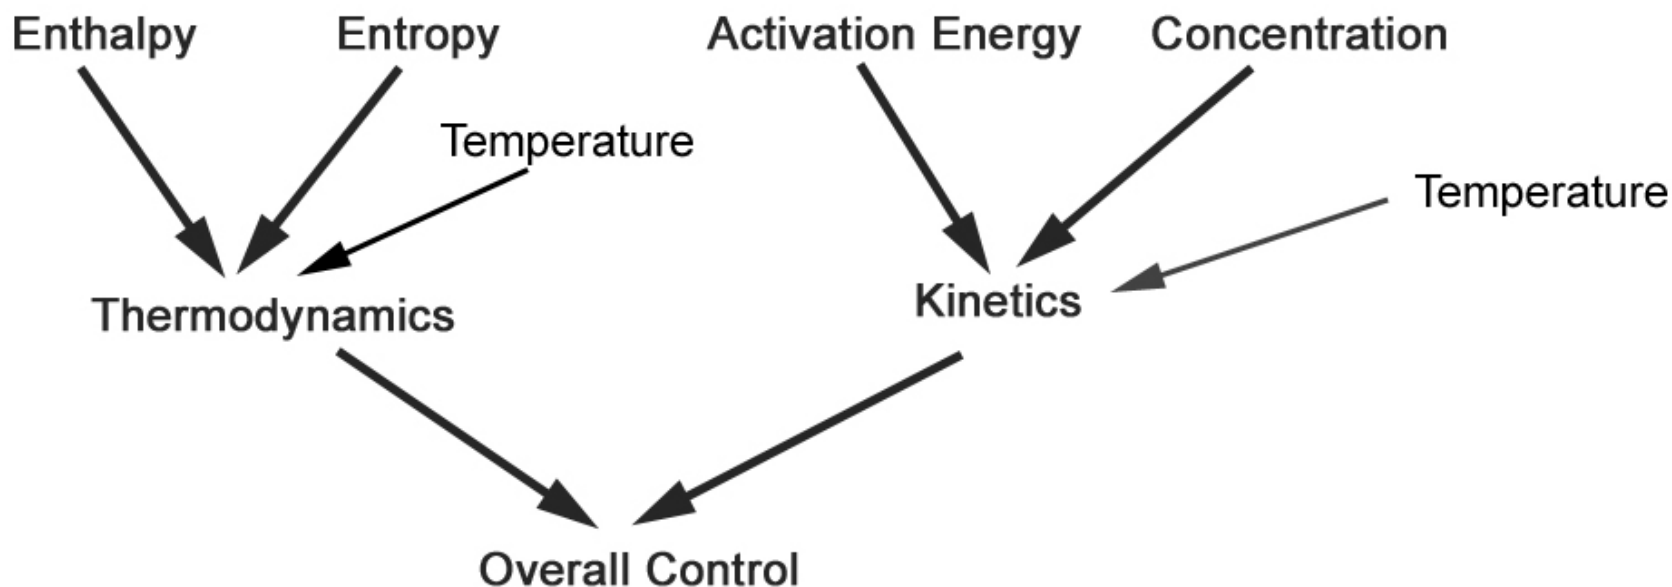 Enthalpy
Entropy
Activation Energy
Concentration
Temperature
Temperature
Thermodynamics
Kinetics
Overall Control